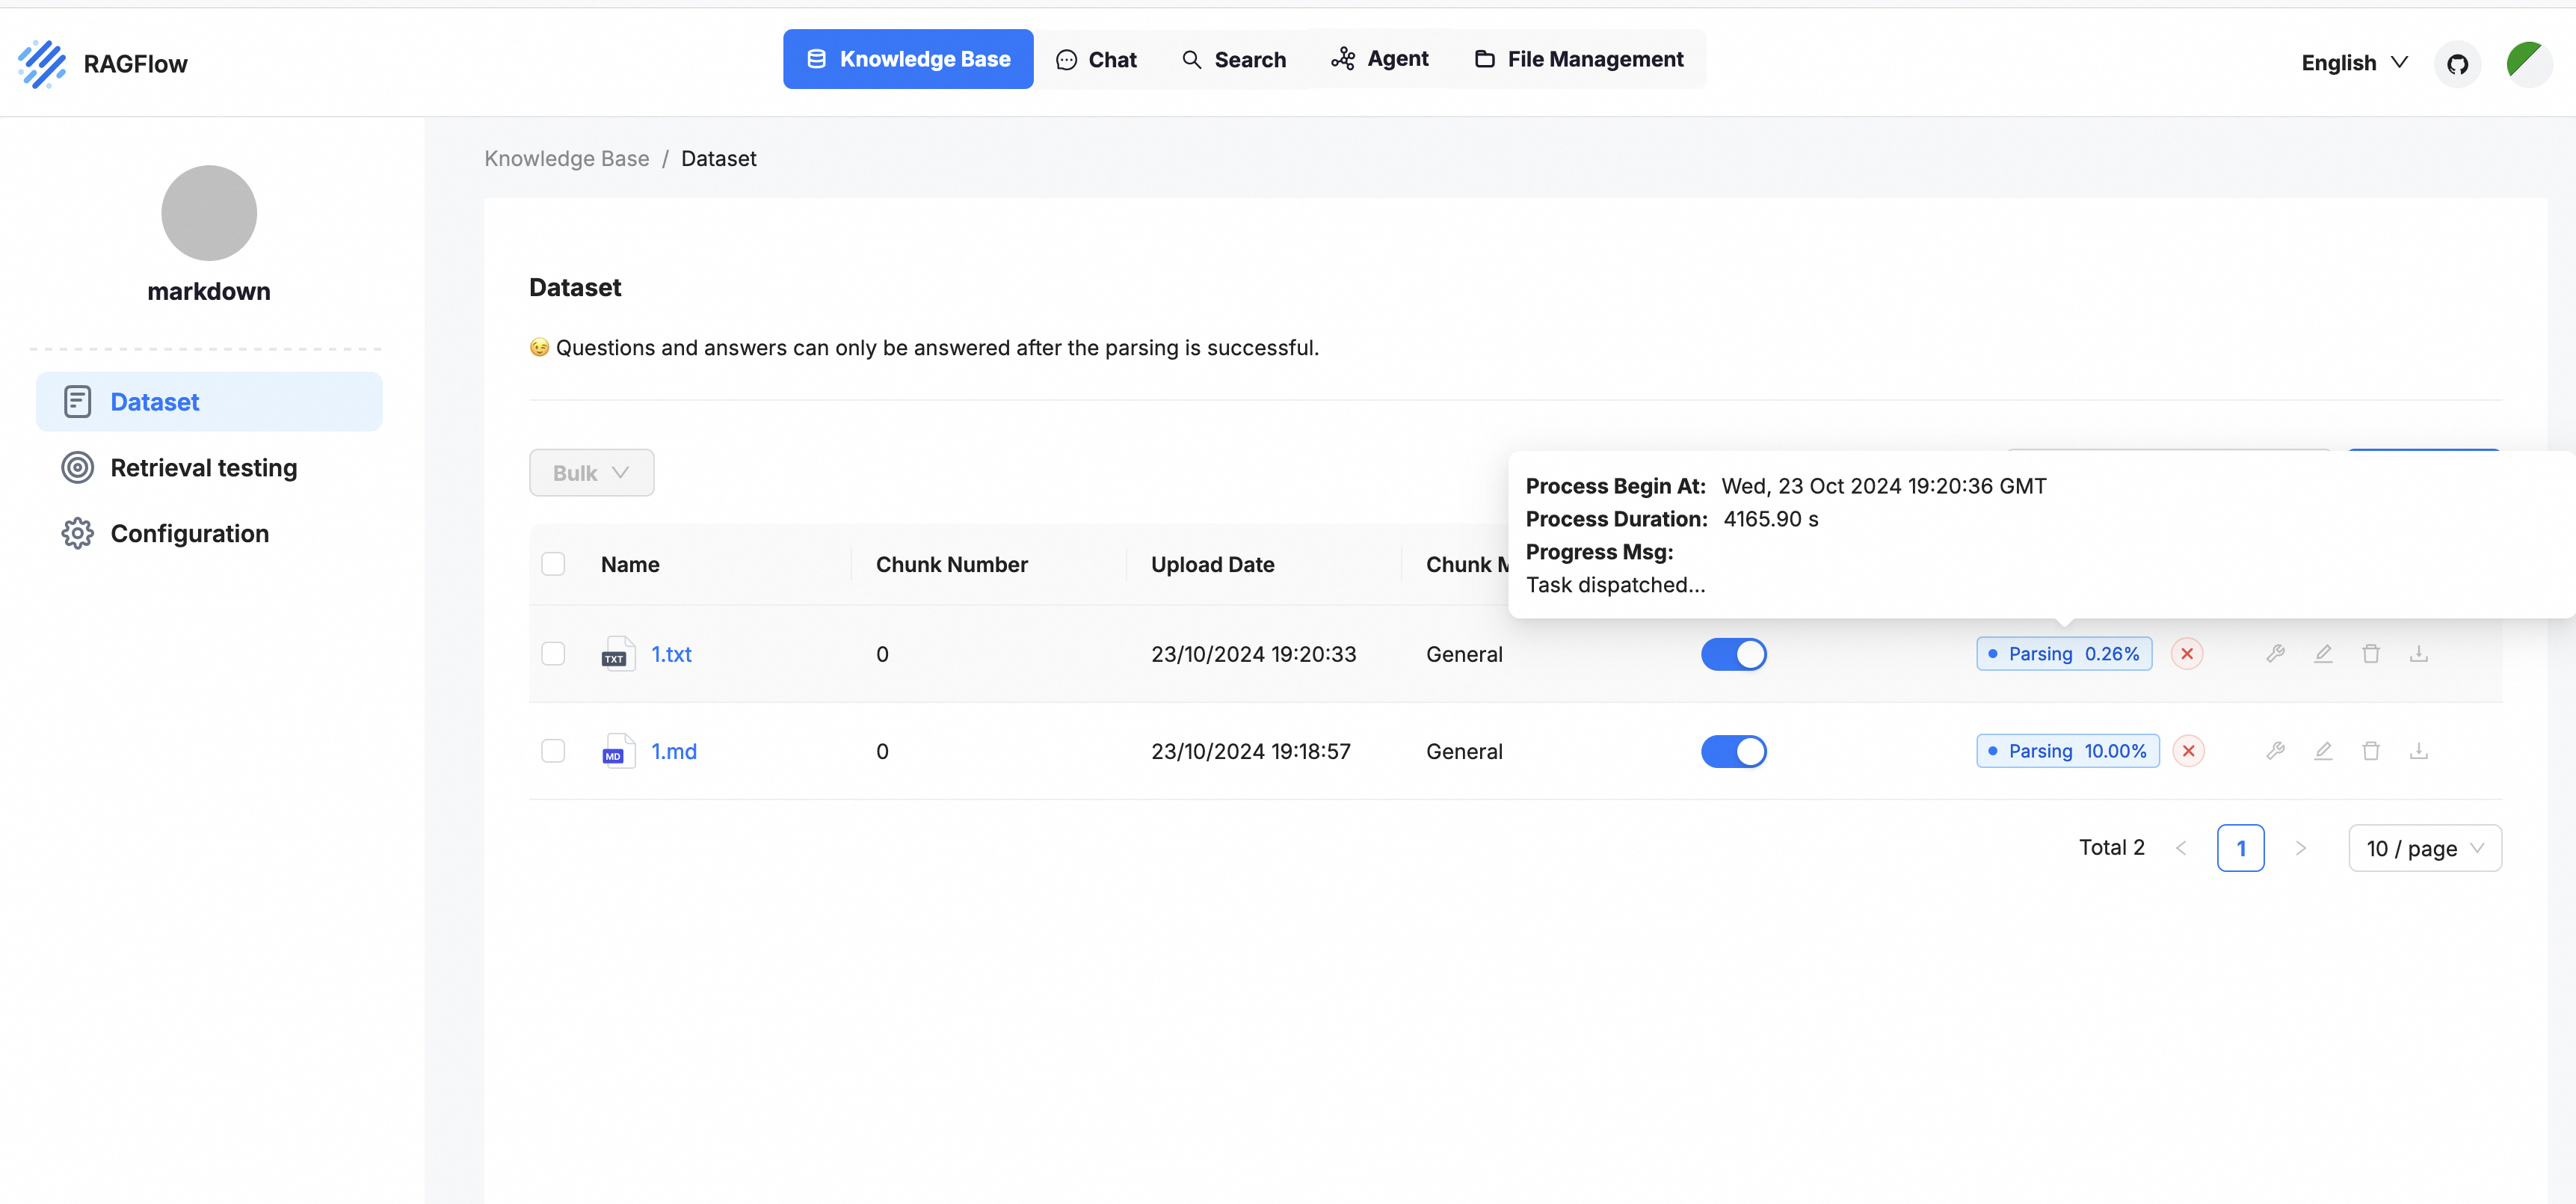 RAGFlow
Knowledge Base
Chat
Search
Agent
File Management
English
markdown
Dataset
Retrieval testing
Configuration
Knowledge Base / Dataset
Dataset
😉 Questions and answers can only be answered after the parsing is successful.
Bulk
Process Begin At: Wed, 23 Oct 2024 19:20:36 GMT
Process Duration: 4165.90 s
Progress Msg:
Task dispatched...
Name Chunk Number Upload Date Chunk
TXT 1.txt 0 23/10/2024 19:20:33 General Parsing 0.26%
MD 1.md 0 23/10/2024 19:18:57 General Parsing 10.00%
Total 2 < 1 > 10 / page